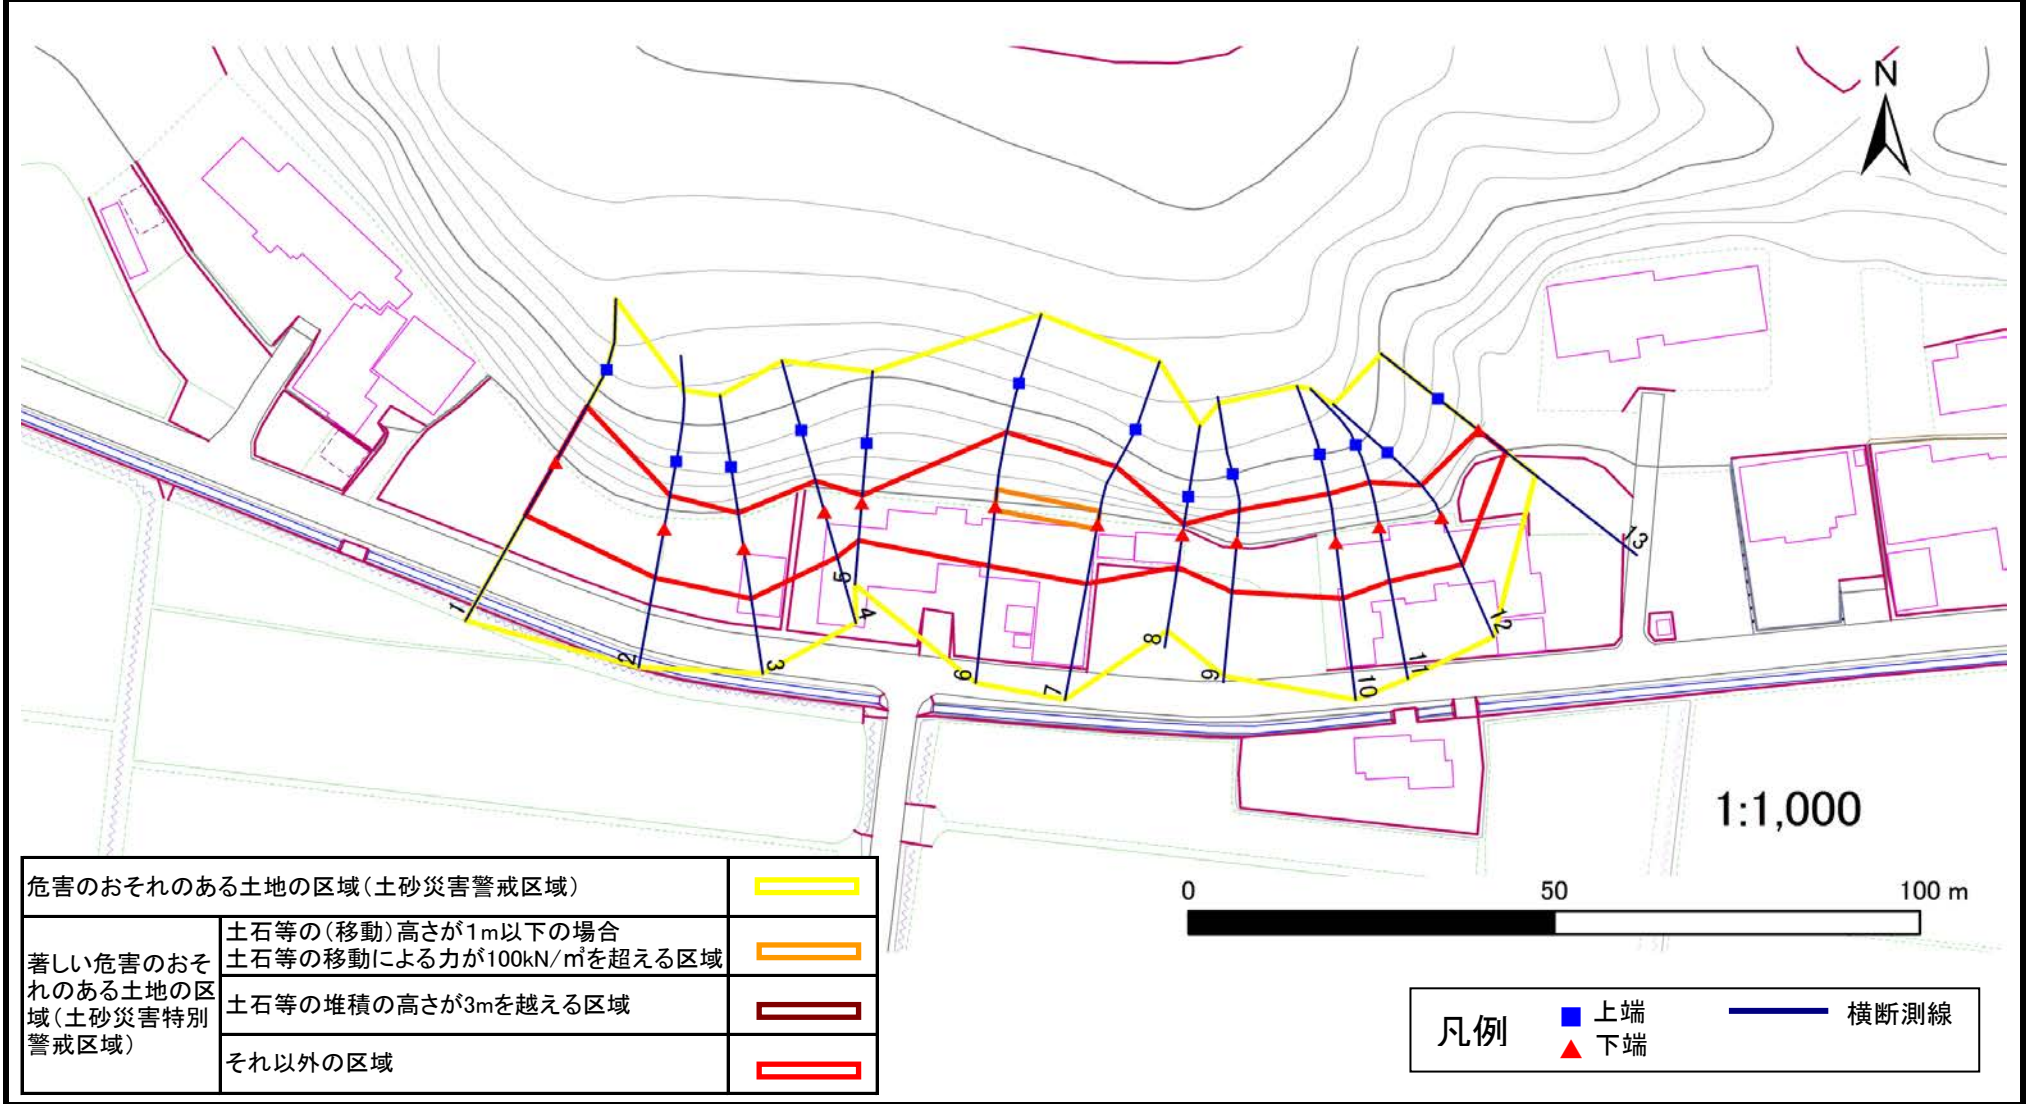 N
1
2
3
4
5
6
7
8
6
10
11
12
13
1:1,000
0 50 100 m
危害のおそれのある土地の区域(土砂災害警戒区域)
著しい危害のおそ
れのある土地の区
域(土砂災害特別
警戒区域)
土石等の(移動)高さが1m以下の場合
土石等の移動による力が100kN/㎡を超える区域
土石等の堆積の高さが3mを越える区域
それ以外の区域
凡例
上端
下端
横断測線